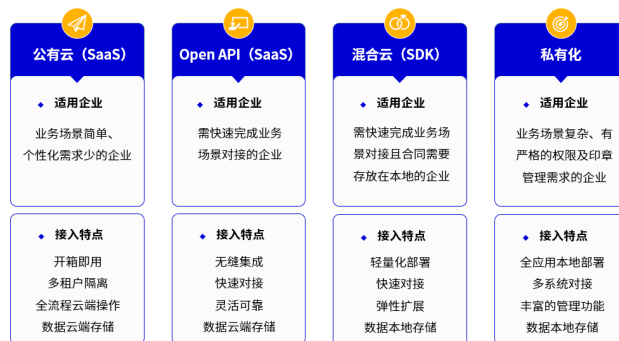 公有云（SaaS）
适用企业
业务场景简单、
个性化需求少的企业
接入特点
开箱即用
多租户隔离
全流程云端操作
数据云端存储
Open API（SaaS）
适用企业
需快速完成业务
场景对接的企业
接入特点
无缝集成
快速对接
灵活可靠
数据云端存储
混合云（SDK）
适用企业
需快速完成业务场
景对接且合同需要
存放在本地的企业
接入特点
轻量化部署
快速对接
弹性扩展
数据本地存储
私有化
适用企业
业务场景复杂、有
严格的权限及印章
管理需求的企业
接入特点
全应用本地部署
多系统对接
丰富的管理功能
数据本地存储